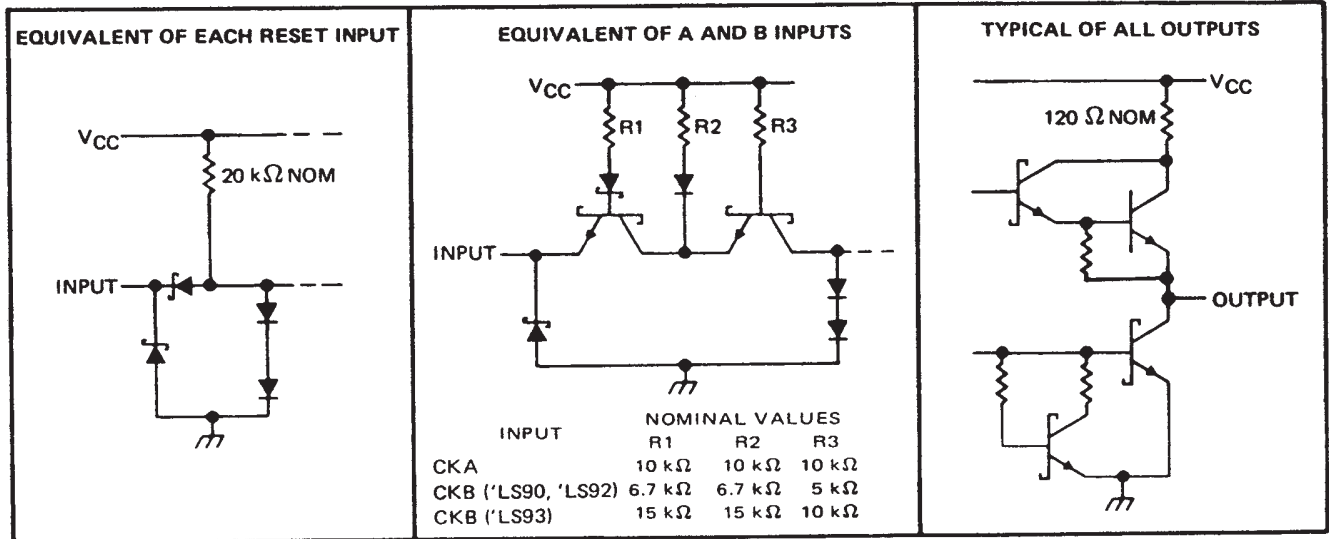 EQUIVALENT OF EACH RESET INPUT
VCC
20 kΩ NOM
INPUT
EQUIVALENT OF A AND B INPUTS
VCC
R1
R2
R3
INPUT
NOMINAL VALUES
INPUT
R1 R2 R3
CKA 10 kΩ 10 kΩ 10 kΩ
CKB ('LS90, 'LS92) 6.7 kΩ 6.7 kΩ 5 kΩ
CKB ('LS93) 15 kΩ 15 kΩ 10 kΩ
TYPICAL OF ALL OUTPUTS
VCC
120 Ω NOM
OUTPUT